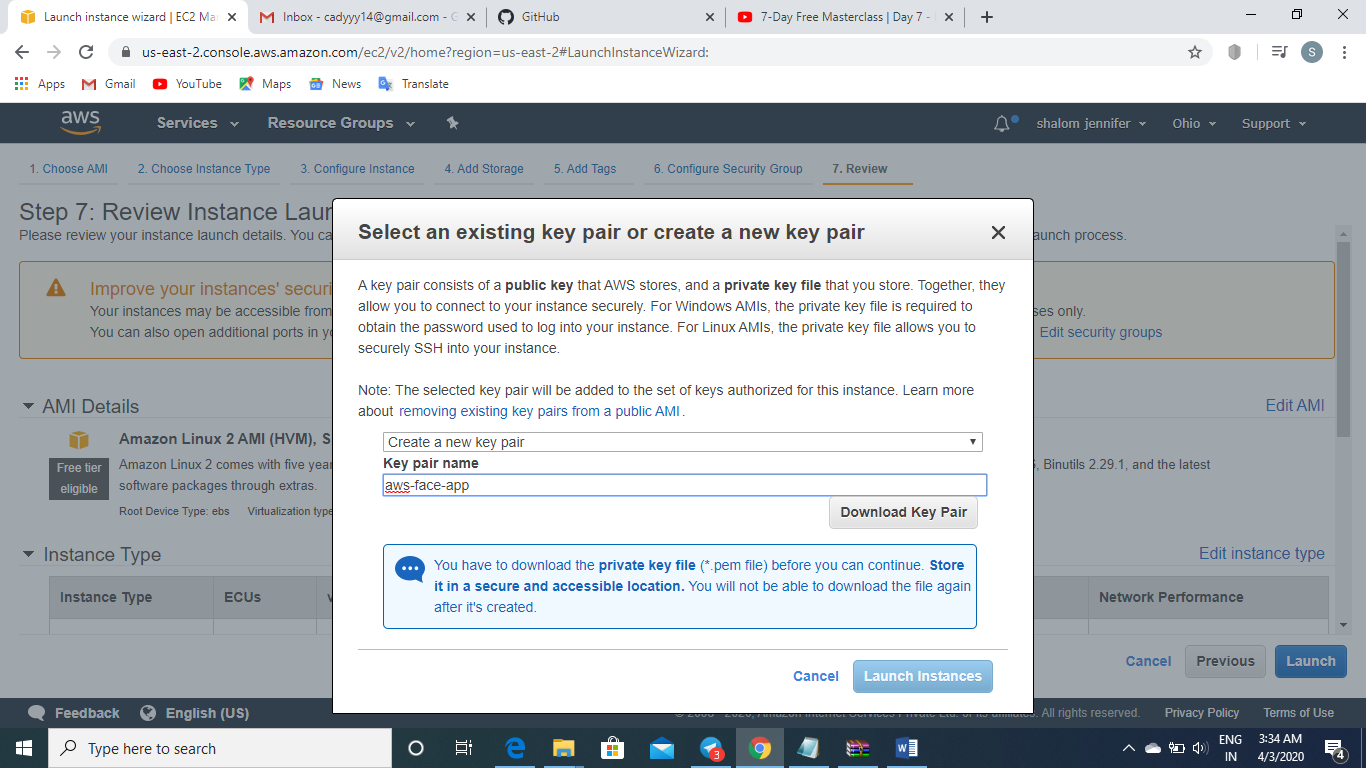 Launch instance wizard | EC2 Ma
Inbox - cadyyy14@gmail.com - G
GitHub
7-Day Free Masterclass | Day 7 -
us-east-2.console.aws.amazon.com/ec2/v2/home?region=us-east-2#LaunchInstanceWizard:
S
Apps
Gmail
YouTube
Maps
News
Translate
aws
Services
Resource Groups
shalom jennifer
Ohio
Support
1. Choose AMI
2. Choose Instance Type
3. Configure Instance
4. Add Storage
5. Add Tags
6. Configure Security Group
7. Review
Step 7: Review Instance Laun
Please review your instance launch details. You ca
aunch process.
Improve your instances' securi
Your instances may be accessible from
ses only.
You can also open additional ports in yo
Edit security groups
AMI Details
Edit AMI
Amazon Linux 2 AMI (HVM), S
Free tier
eligible
Amazon Linux 2 comes with five year
, Binutils 2.29.1, and the latest
software packages through extras.
Root Device Type: ebs
Virtualization type
Instance Type
Edit instance type
Instance Type
ECUs
Network Performance
Cancel
Previous
Launch
Select an existing key pair or create a new key pair
A key pair consists of a public key that AWS stores, and a private key file that you store. Together, they
allow you to connect to your instance securely. For Windows AMIs, the private key file is required to
obtain the password used to log into your instance. For Linux AMIs, the private key file allows you to
securely SSH into your instance.
Note: The selected key pair will be added to the set of keys authorized for this instance. Learn more
about removing existing key pairs from a public AMI .
Create a new key pair
Key pair name
aws-face-app
Download Key Pair
You have to download the private key file (*.pem file) before you can continue. Store
it in a secure and accessible location. You will not be able to download the file again
after it's created.
Cancel
Launch Instances
Feedback
English (US)
All rights reserved.
Privacy Policy
Terms of Use
Type here to search
3
ENG
IN
3:34 AM
4/3/2020
4